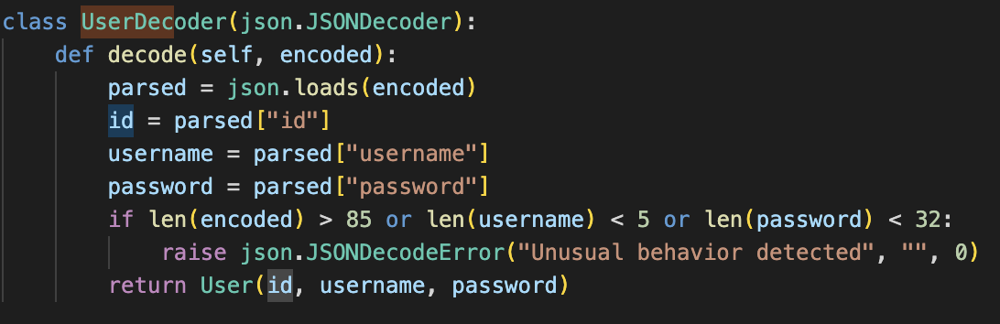 class UserDecoder(json.JSONDecoder):
    def decode(self, encoded):
        parsed = json.loads(encoded)
        id = parsed["id"]
        username = parsed["username"]
        password = parsed["password"]
        if len(encoded) > 85 or len(username) < 5 or len(password) < 32:
            raise json.JSONDecodeError("Unusual behavior detected", "", 0)
        return User(id, username, password)